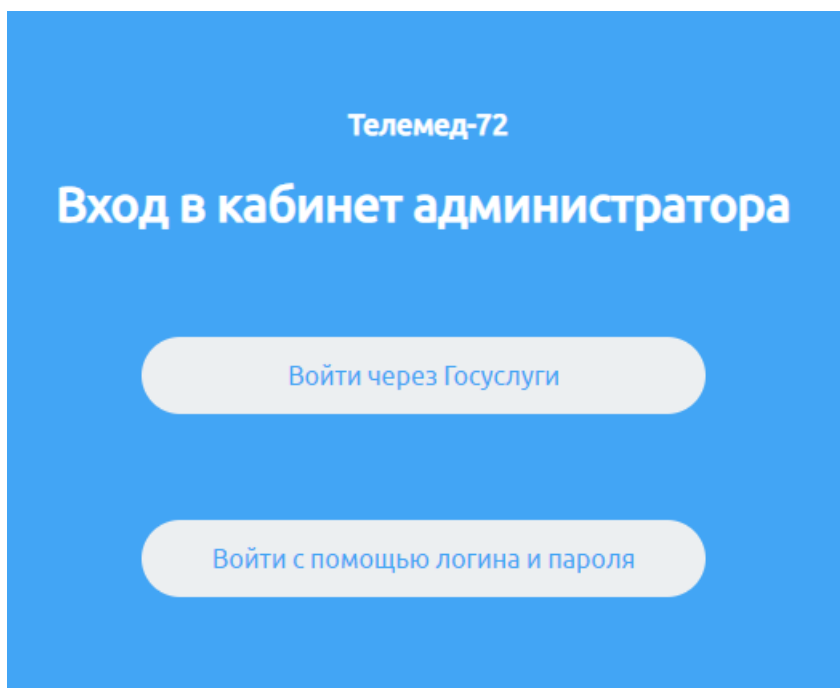 Телемед-72
Вход в кабинет администратора
Войти через Госуслуги
Войти с помощью логина и пароля